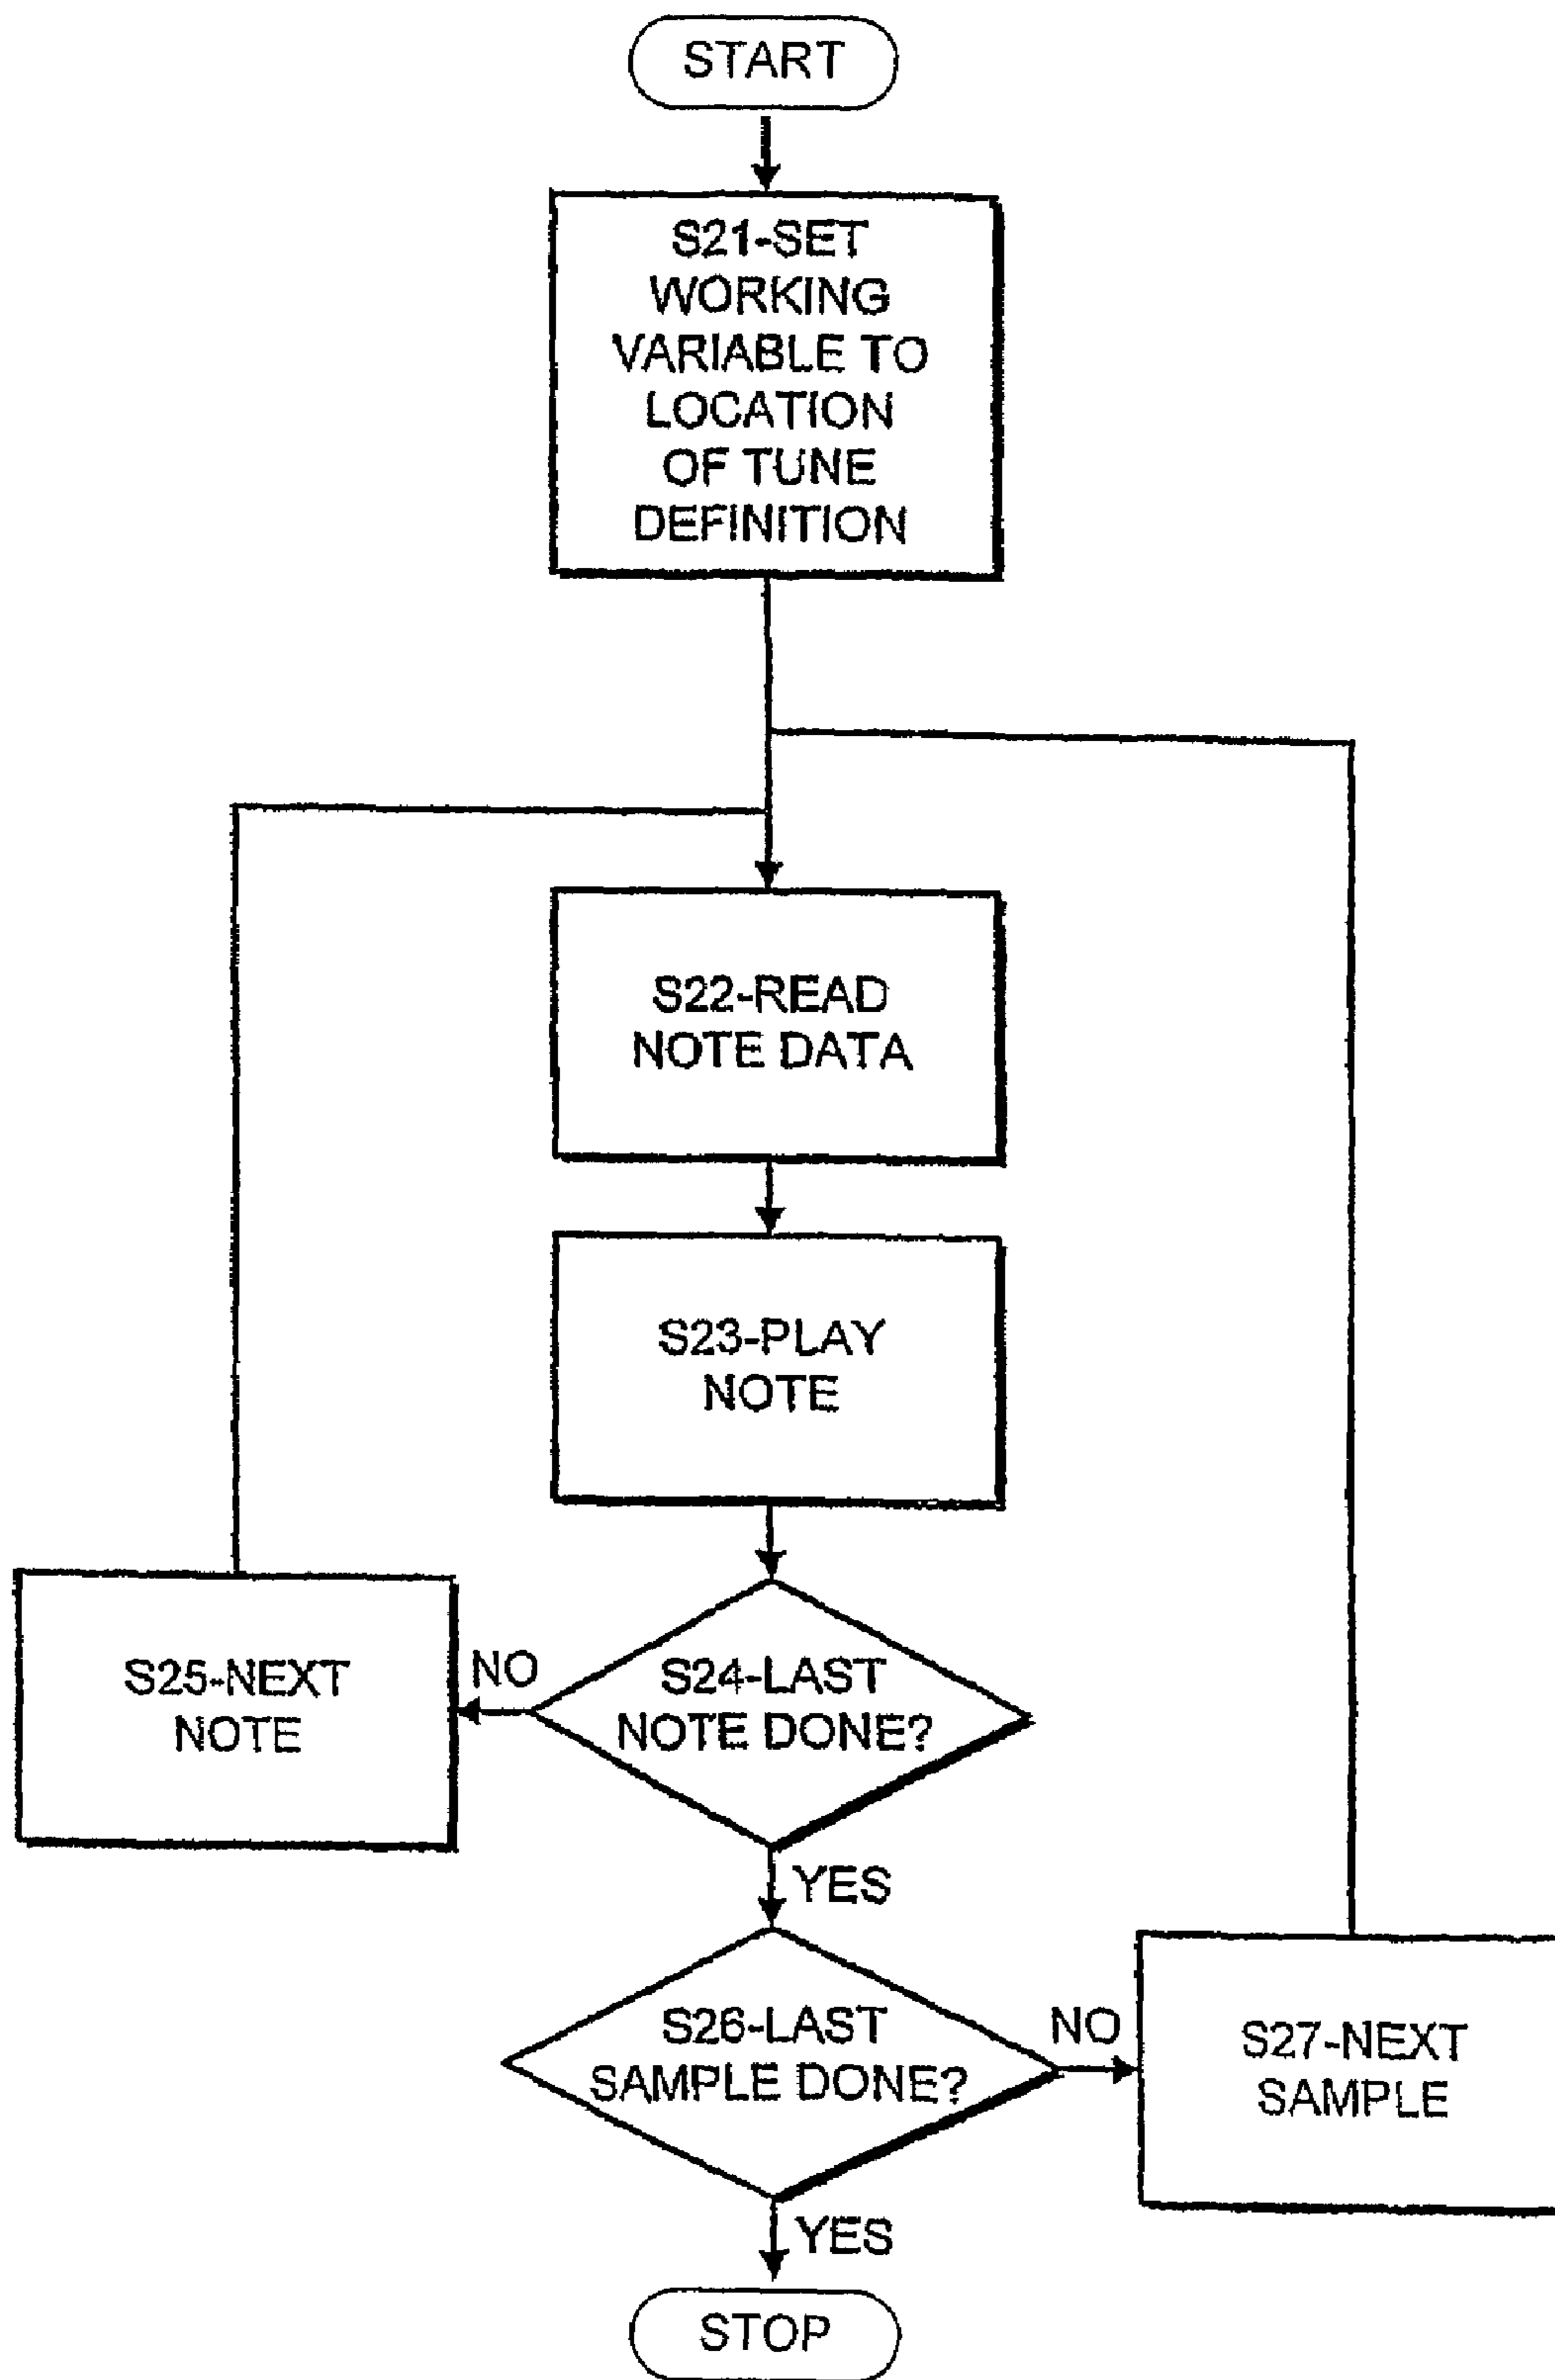 START
S21-SET
WORKING
VARIABLE TO
LOCATION
OF TUNE
DEFINITION
S22-READ
NOTE DATA
S23-PLAY
NOTE
S24-LAST
NOTE DONE?
NO
S25-NEXT
NOTE
YES
S26-LAST
SAMPLE DONE?
NO
S27-NEXT
SAMPLE
YES
STOP